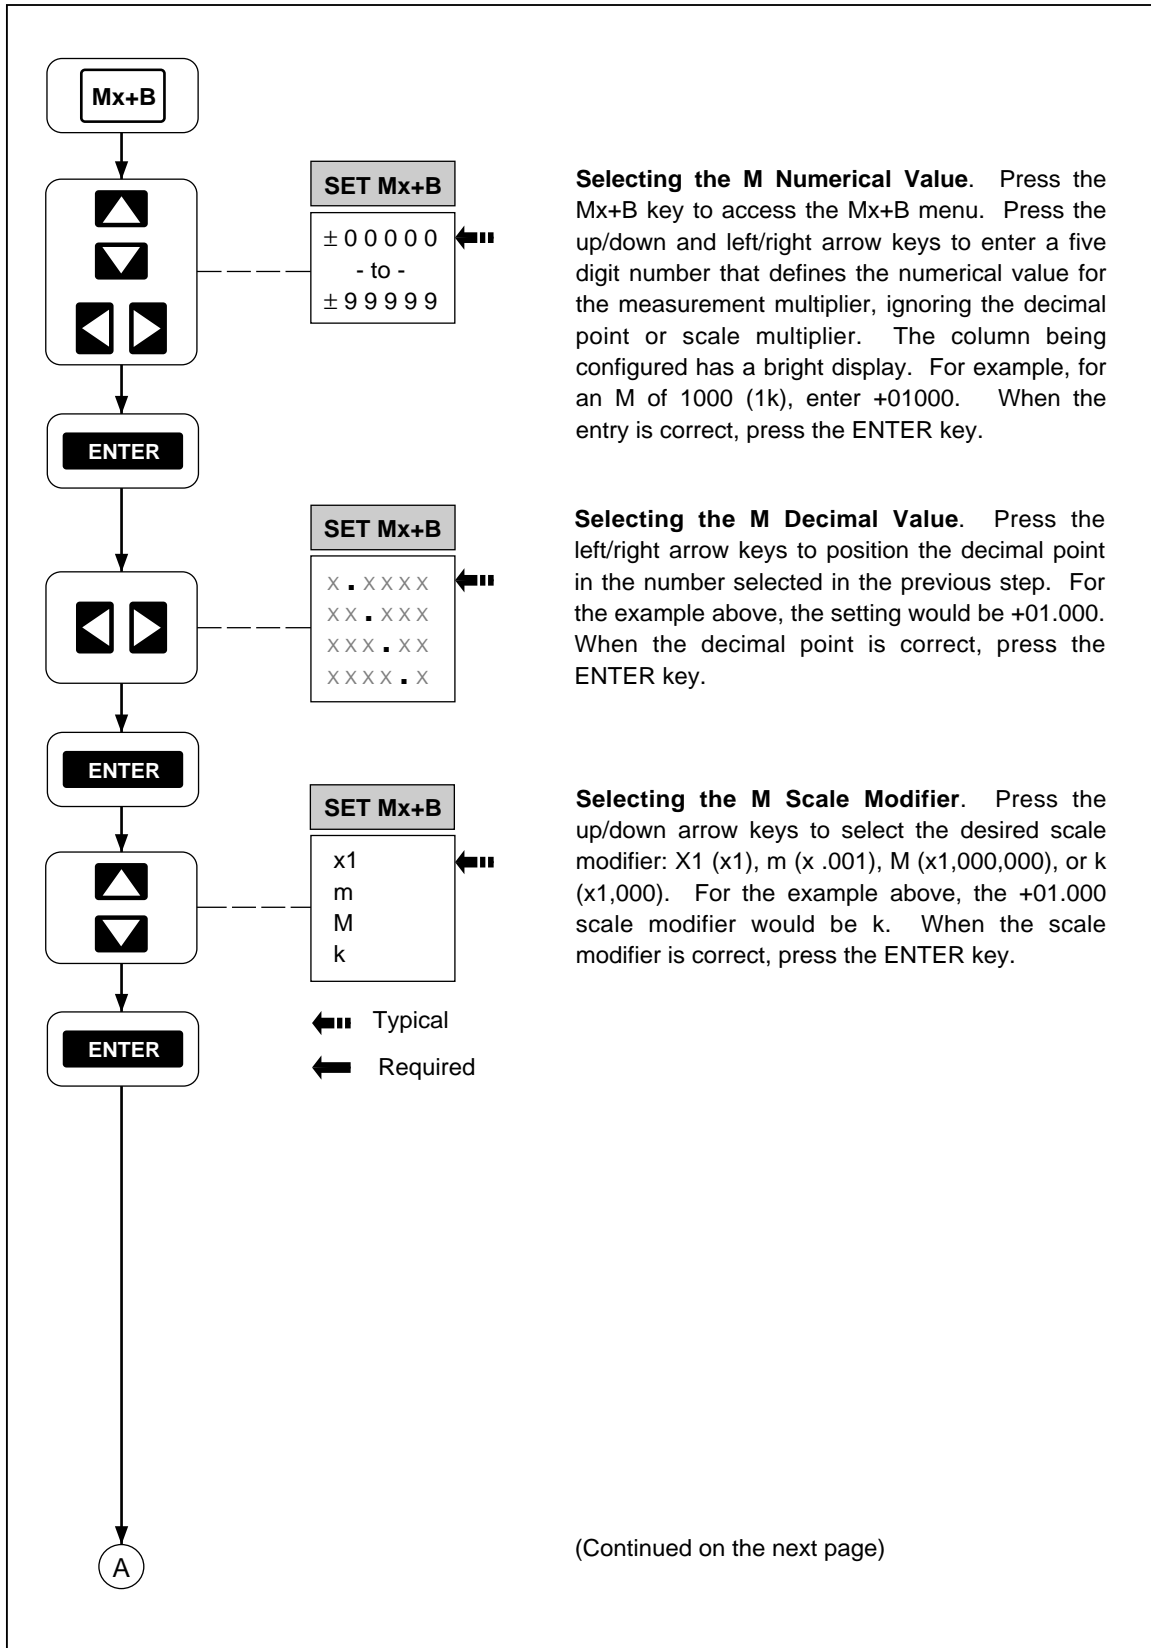 Mx+B
SET Mx+B
±00000
- to -
±99999
Selecting the M Numerical Value. Press the
Mx+B key to access the Mx+B menu. Press the
up/down and left/right arrow keys to enter a five
digit number that defines the numerical value for
the measurement multiplier, ignoring the decimal
point or scale multiplier. The column being
configured has a bright display. For example, for
an M of 1000 (1k), enter +01000. When the
entry is correct, press the ENTER key.
ENTER
SET Mx+B
x.xxxx
xx.xxx
xxx.xx
xxxx.x
Selecting the M Decimal Value. Press the
left/right arrow keys to position the decimal point
in the number selected in the previous step. For
the example above, the setting would be +01.000.
When the decimal point is correct, press the
ENTER key.
ENTER
SET Mx+B
x1
m
M
k
Selecting the M Scale Modifier. Press the
up/down arrow keys to select the desired scale
modifier: X1 (x1), m (x .001), M (x1,000,000), or k
(x1,000). For the example above, the +01.000
scale modifier would be k. When the scale
modifier is correct, press the ENTER key.
ENTER
Typical
Required
A
(Continued on the next page)